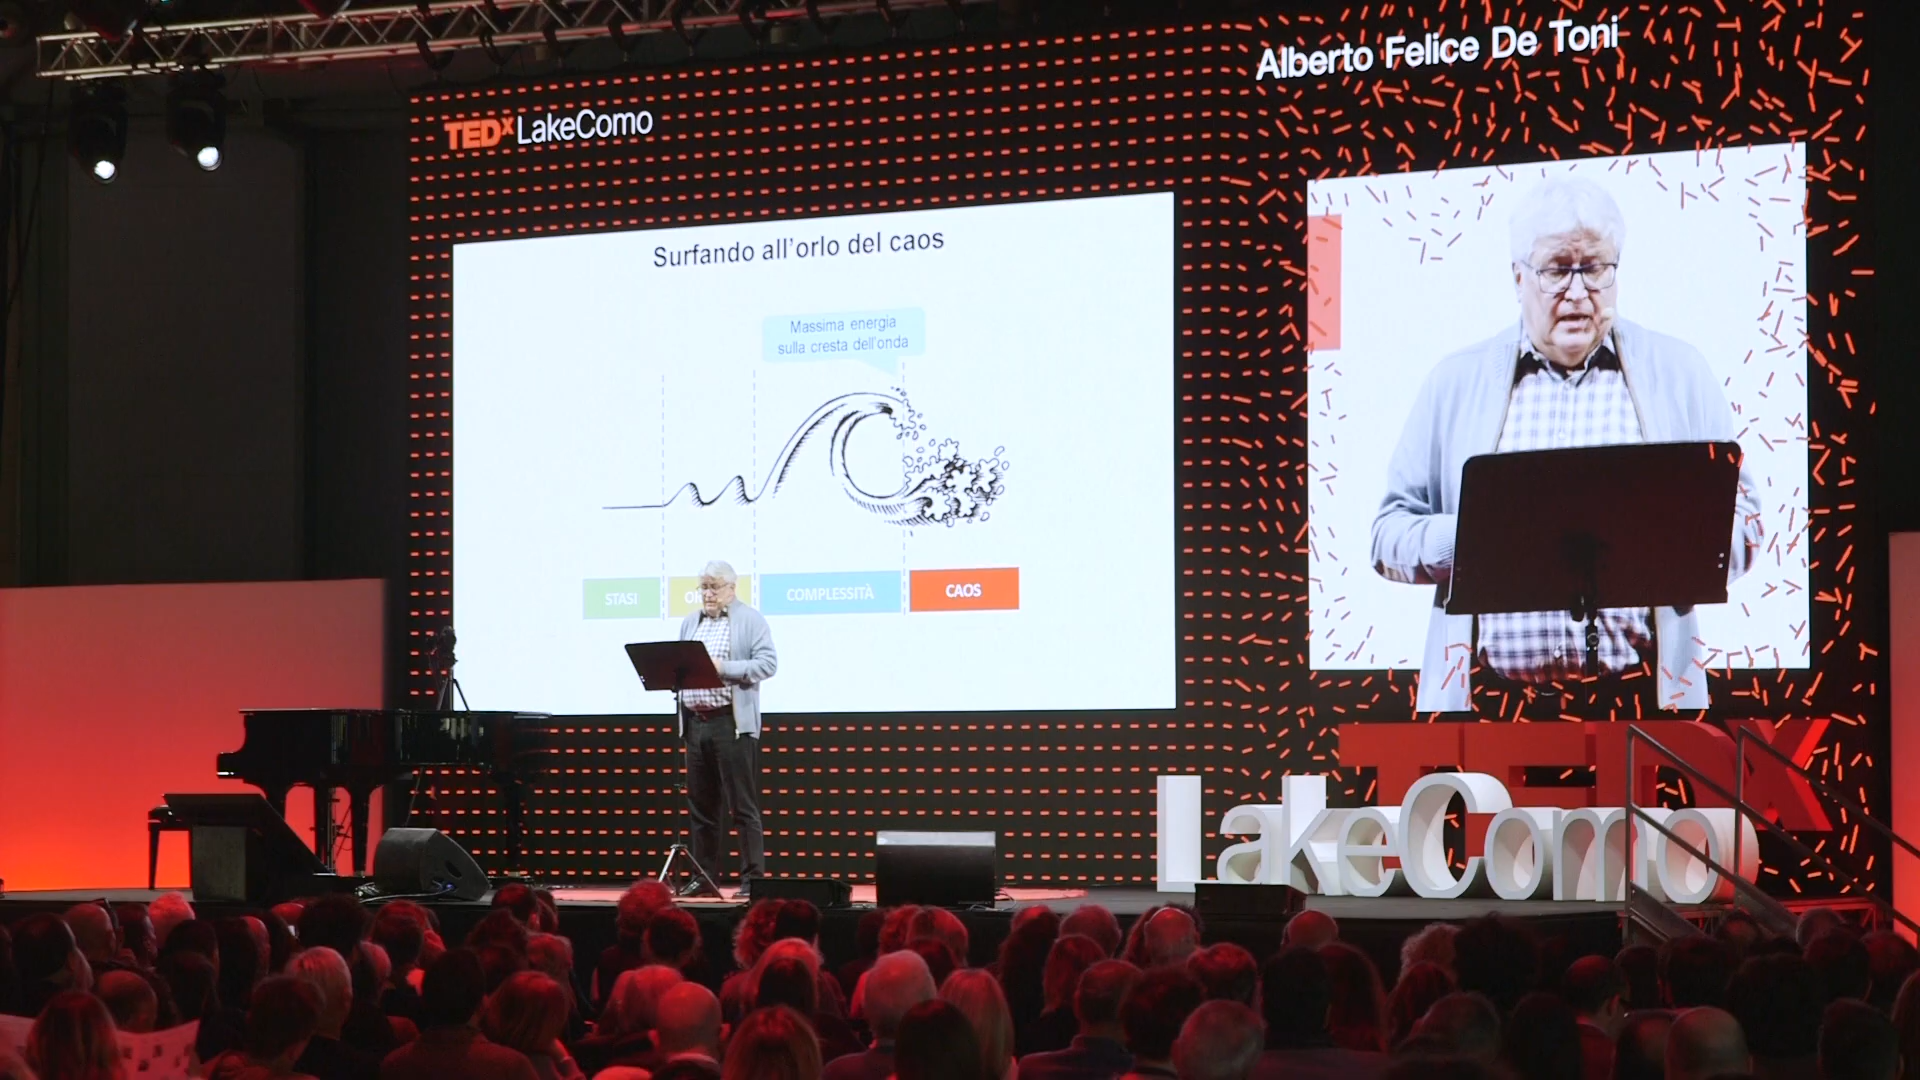 Alberto Felice De Toni
TEDxLakeComo
Surfando all'orlo del caos
Massima energia
sulla cresta dell'onda
STASI
COMPLESSITÀ
CAOS
TEDX
LakeComo